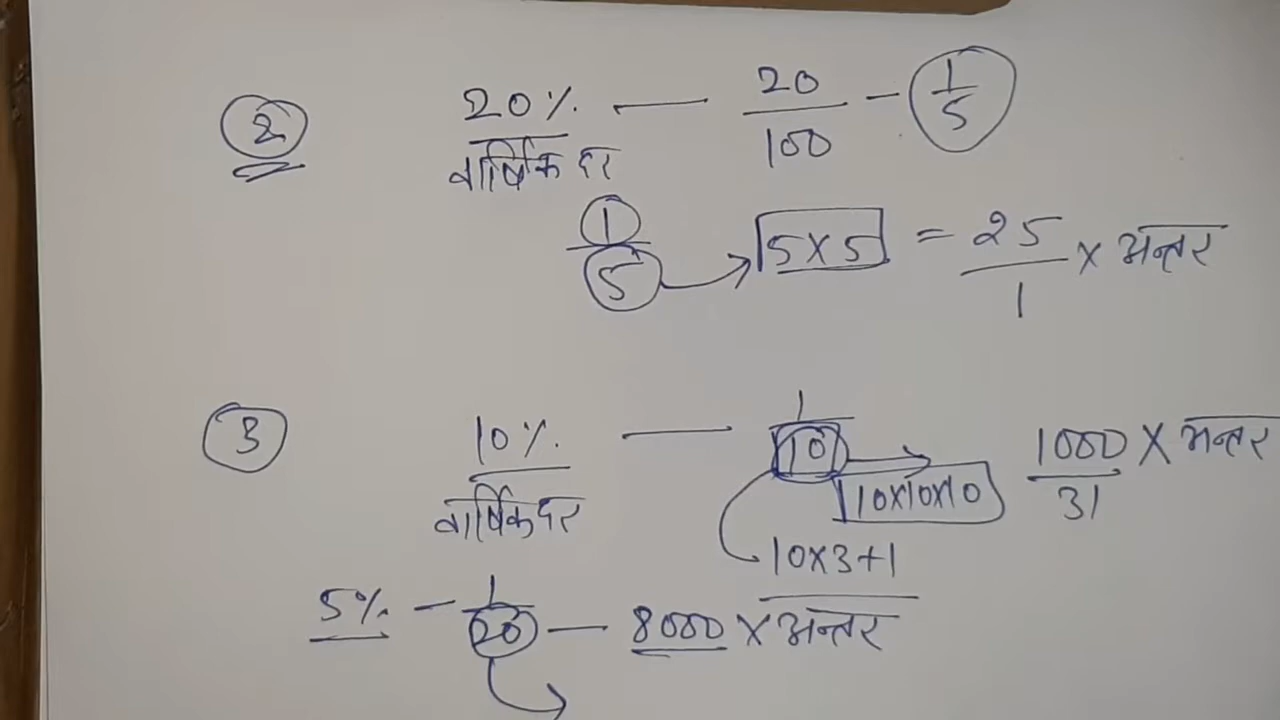 2 20% — 20/100 - 1/5
वार्षिक दर
1/5 → 5×5 = 25/1 × अन्तर
3 10% — 1/10 → 10×10×10 1000/31 × अन्तर
वार्षिक दर
10×3+1
5% - 1/20 — 8000 × अन्तर